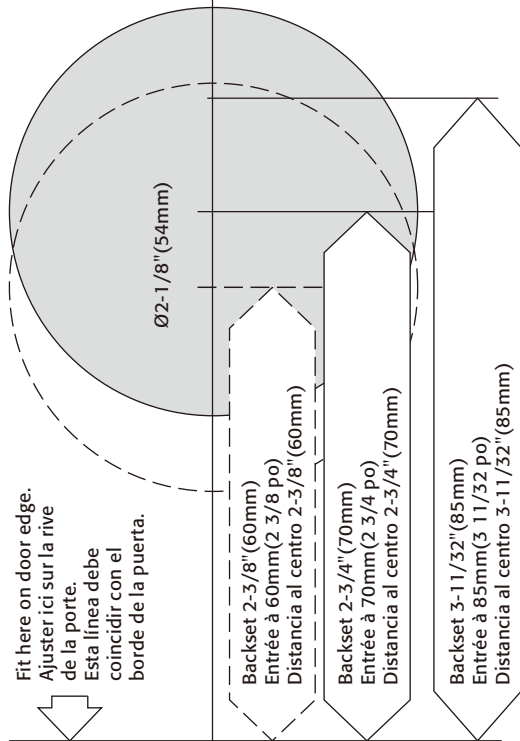 Fit here on door edge.
Ajuster ici sur la rive
de la porte.
Esta línea debe
coincidir con el
borde de la puerta.
Ø2-1/8"(54mm)
Backset 2-3/8"(60mm)
Entrée à 60mm(2 3/8 po)
Distancia al centro 2-3/8"(60mm)
Backset 2-3/4"(70mm)
Entrée à 70mm(2 3/4 po)
Distancia al centro 2-3/4"(70mm)
Backset 3-11/32"(85mm)
Entrée à 85mm(3 11/32 po)
Distancia al centro 3-11/32"(85mm)